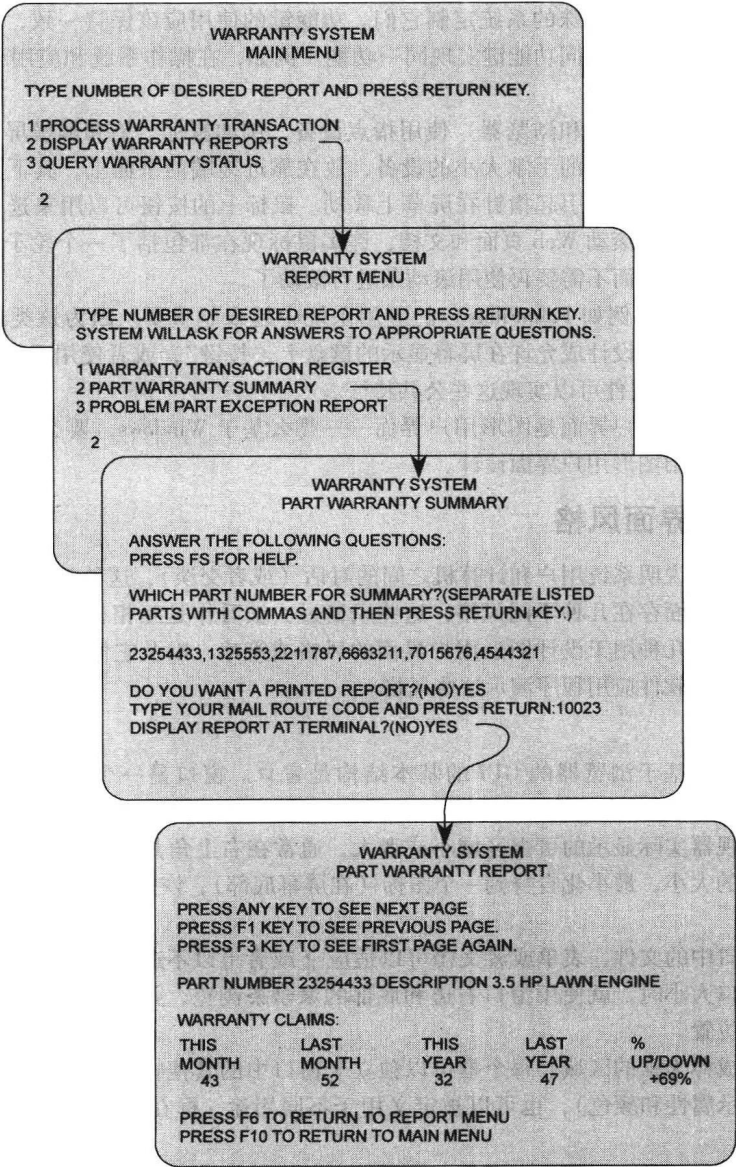 WARRANTY SYSTEM
MAIN MENU
TYPE NUMBER OF DESIRED REPORT AND PRESS RETURN KEY.
1 PROCESS WARRANTY TRANSACTION
2 DISPLAY WARRANTY REPORTS
3 QUERY WARRANTY STATUS
2
WARRANTY SYSTEM
REPORT MENU
TYPE NUMBER OF DESIRED REPORT AND PRESS RETURN KEY.
SYSTEM WILLASK FOR ANSWERS TO APPROPRIATE QUESTIONS.
1 WARRANTY TRANSACTION REGISTER
2 PART WARRANTY SUMMARY
3 PROBLEM PART EXCEPTION REPORT
2
WARRANTY SYSTEM
PART WARRANTY SUMMARY
ANSWER THE FOLLOWING QUESTIONS:
PRESS FS FOR HELP.
WHICH PART NUMBER FOR SUMMARY?(SEPARATE LISTED
PARTS WITH COMMAS AND THEN PRESS RETURN KEY.)
23254433,1325553,2217787,6663211,7015676,4544321
DO YOU WANT A PRINTED REPORT?(NO)YES
TYPE YOUR MAIL ROUTE CODE AND PRESS RETURN:10023
DISPLAY REPORT AT TERMINAL?(NO)YES
WARRANTY SYSTEM
PART WARRANTY REPORT
PRESS ANY KEY TO SEE NEXT PAGE
PRESS F1 KEY TO SEE PREVIOUS PAGE.
PRESS F3 KEY TO SEE FIRST PAGE AGAIN.
PART NUMBER 23254433 DESCRIPTION 3.5 HP LAWN ENGINE
WARRANTY CLAIMS:
THIS LAST THIS LAST %
MONTH MONTH YEAR YEAR UP/DOWN
43 52 32 47 +69%
PRESS F6 TO RETURN TO REPORT MENU
PRESS F10 TO RETURN TO MAIN MENU